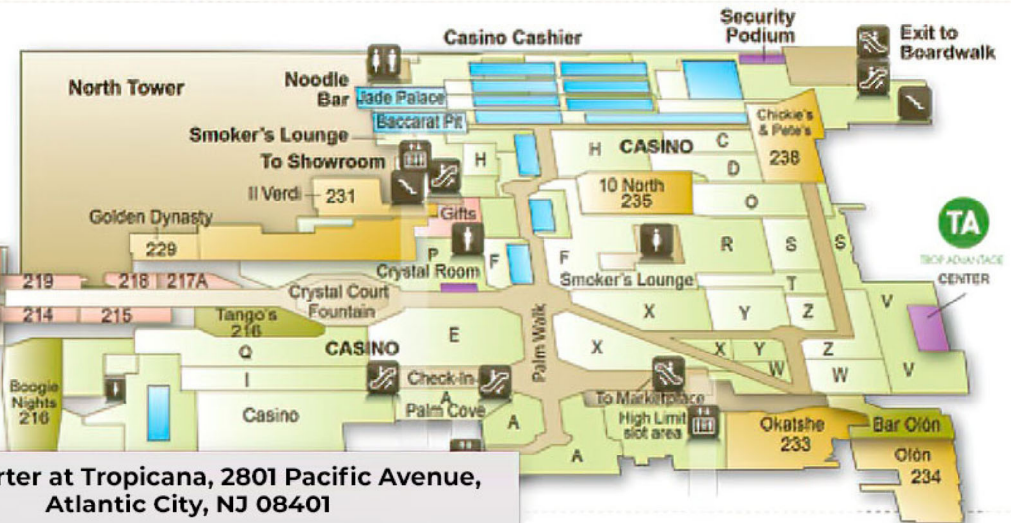 Security
Podium
Exit to
Boardwalk
Casino Cashier
North Tower
Noodle
Bar
Jade Palace
Baccarat Pit
Chickie's
& Pete's
238
Smoker's Lounge
To Showroom
H
H
CASINO
C
D
Il Verdi
231
10 North
235
O
Golden Dynasty
229
Gifts
TA
TROP ADVANTAGE
CENTER
P
F
F
R
S
S
Crystal Room
Smoker's Lounge
T
219
218
217A
Crystal Court
Fountain
214
215
Tango's
216
X
Y
Z
V
E
Palm Walk
Q
CASINO
X
X
Y
Z
W
W
V
I
Check-in
A
Palm Cove
To Marketplace
Boogie
Nights
216
Casino
A
High Limit
slot area
Okatshe
233
Bar Olón
Olón
234
A
rter at Tropicana, 2801 Pacific Avenue,
Atlantic City, NJ 08401